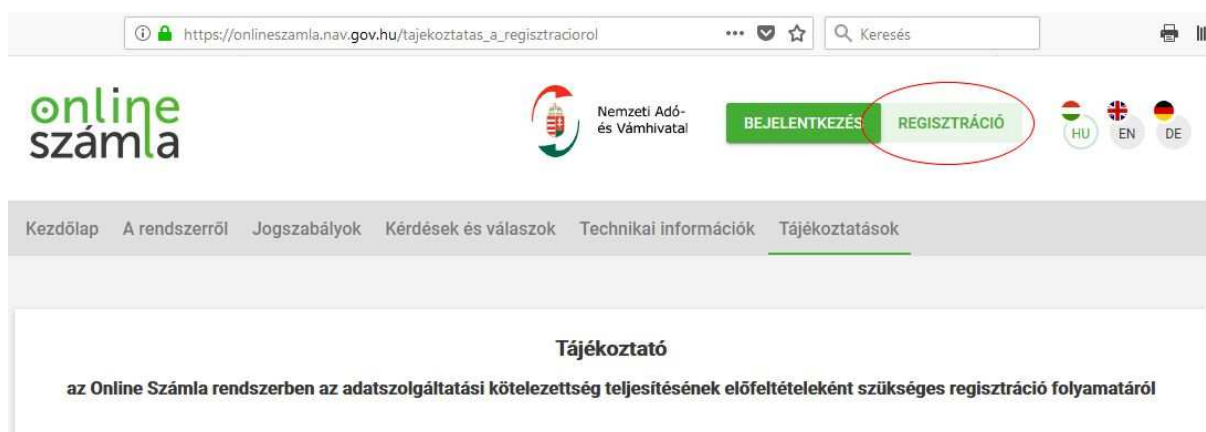 https://onlineszamla.nav.gov.hu/tajekoztatas_a_regisztraciorol
Keresés
online
számla
Nemzeti Adó-
és Vámhivatal
BEJELENTKEZÉS
REGISZTRÁCIÓ
HU
EN
DE
Kezdőlap A rendszerről Jogszabályok Kérdések és válaszok Technikai információk Tájékoztatások
Tájékoztató
az Online Számla rendszerben az adatszolgáltatási kötelezettség teljesítésének előfeltételeként szükséges regisztráció folyamatáról